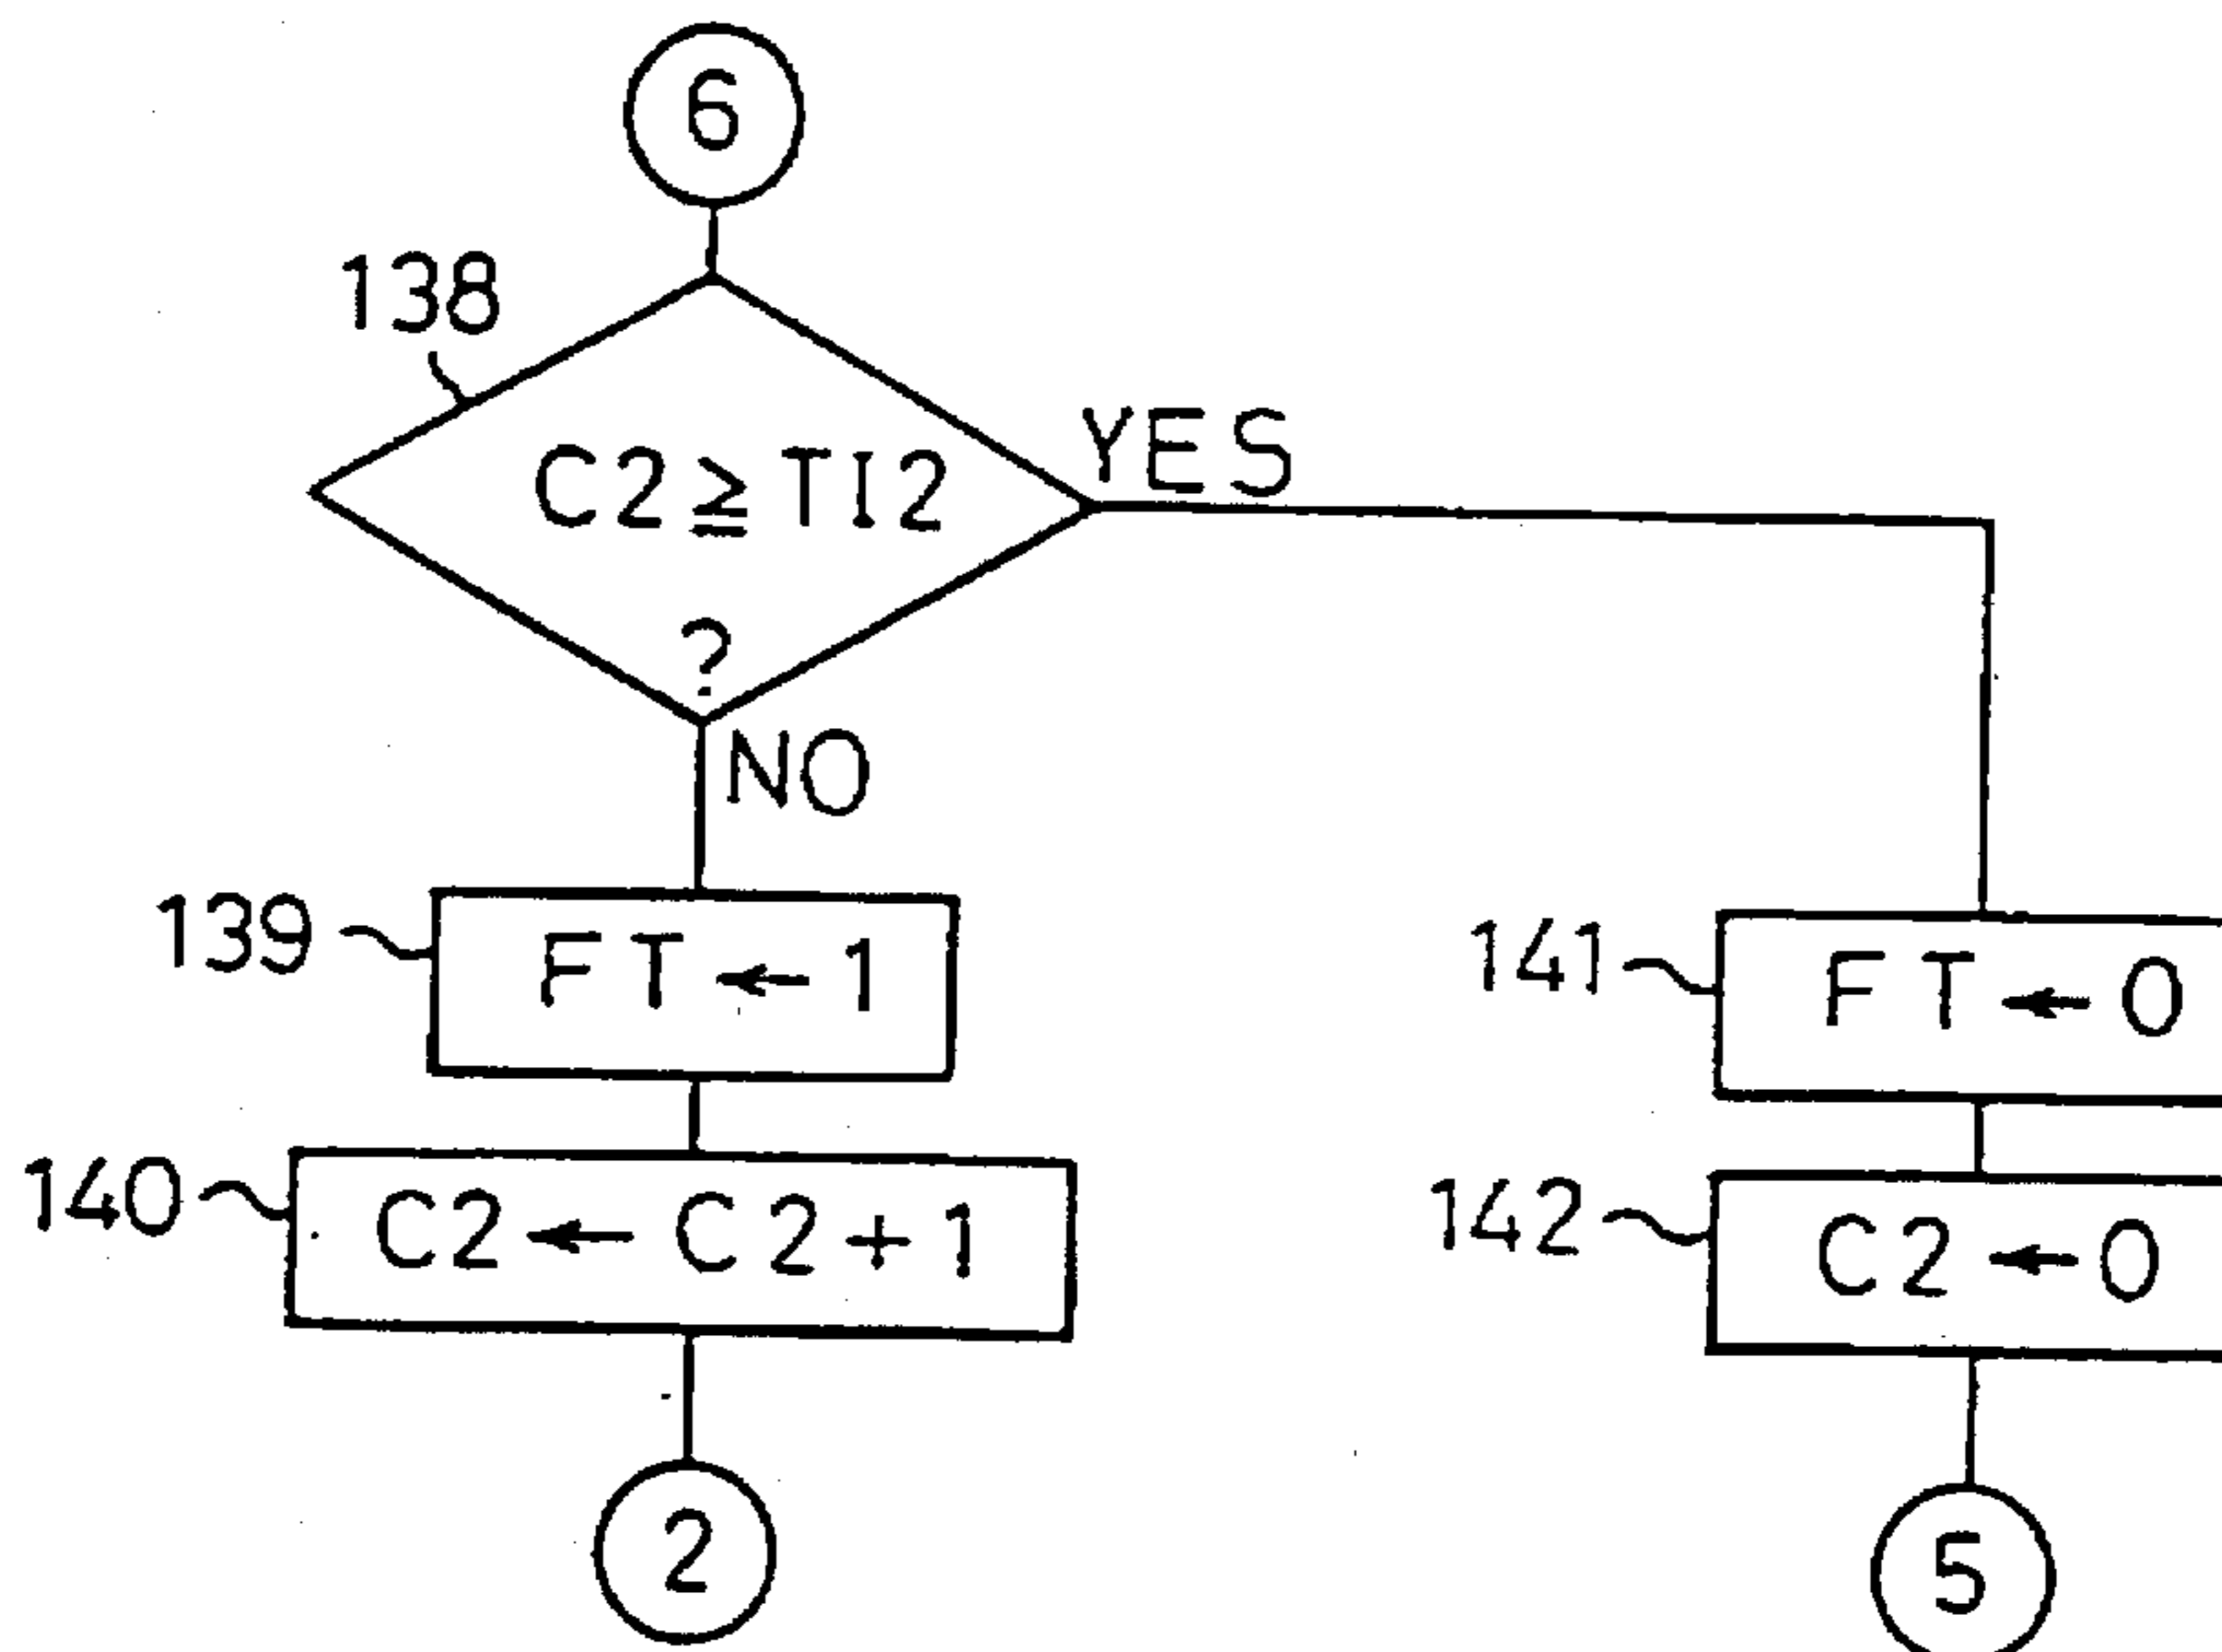 6
138
C2≧TI2
?
YES
NO
139
FT←1
140
C2←C2+1
2
141
FT←0
142
C2←0
5